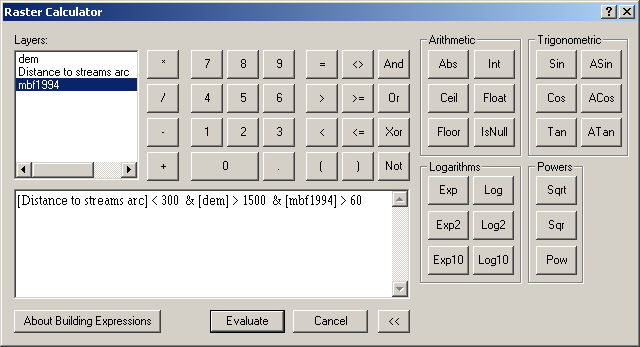 Raster Calculator
Layers:
dem
Distance to streams arc
mbf1994
* 7 8 9 = <> And
/ 4 5 6 > >= Or
- 1 2 3 < <= Xor
+ 0 . ( ) Not
Arithmetic
Abs Int
Ceil Float
Floor IsNull
Trigonometric
Sin ASin
Cos ACos
Tan ATan
[Distance to streams arc] < 300 & [dem] > 1500 & [mbf1994] > 60
Logarithms
Exp Log
Exp2 Log2
Exp10 Log10
Powers
Sqrt
Sqr
Pow
About Building Expressions Evaluate Cancel <<